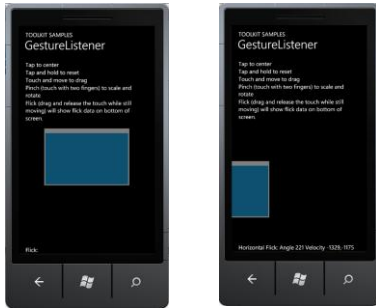 TOOLKIT SAMPLES
GestureListener
Tap to center
Tap and hold to reset
Touch and move to drag
Pinch (touch with two fingers) to scale and
rotate
Flick (drag and release the touch while still
moving) will show flick data on bottom of
screen.
Flick:
TOOLKIT SAMPLES
GestureListener
Tap to center
Tap and hold to reset
Touch and move to drag
Pinch (touch with two fingers) to scale and
rotate
Flick (drag and release the touch while still
moving) will show flick data on bottom of
screen.
Horizontal Flick: Angle 221 Velocity -1329, 1175